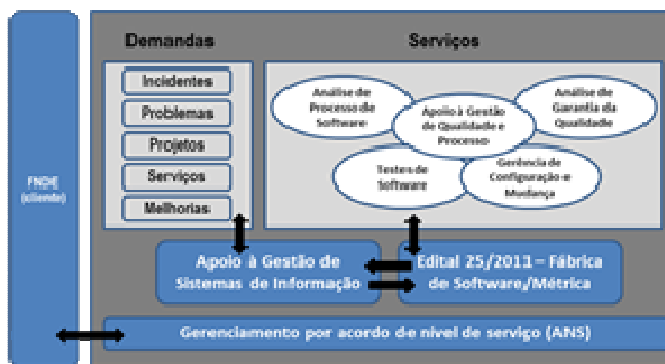 Demandas
Serviços
Incidentes
Problemas
Projetos
Serviços
Melhorias
Análise de
Processo de
Software
Apoio à Gestão
de Qualidade e
Processo
Análise de
Garantia da
Qualidade
Testes de
Software
Gerência de
Configuração e
Mudança
FNDE
(cliente)
Apoio à Gestão de
Sistemas de Informação
Edital 25/2011 – Fábrica
de Software/Métrica
Gerenciamento por acordo de nível de serviço (ANS)